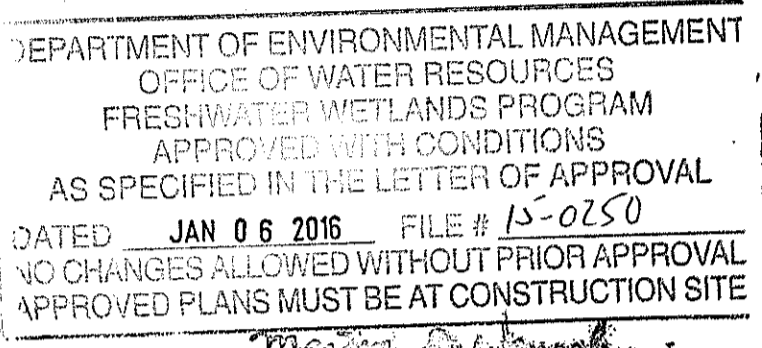 DEPARTMENT OF ENVIRONMENTAL MANAGEMENT
OFFICE OF WATER RESOURCES
FRESHWATER WETLANDS PROGRAM
APPROVED WITH CONDITIONS
AS SPECIFIED IN THE LETTER OF APPROVAL
DATED JAN 06 2016 FILE # 15-0250
NO CHANGES ALLOWED WITHOUT PRIOR APPROVAL
APPROVED PLANS MUST BE AT CONSTRUCTION SITE